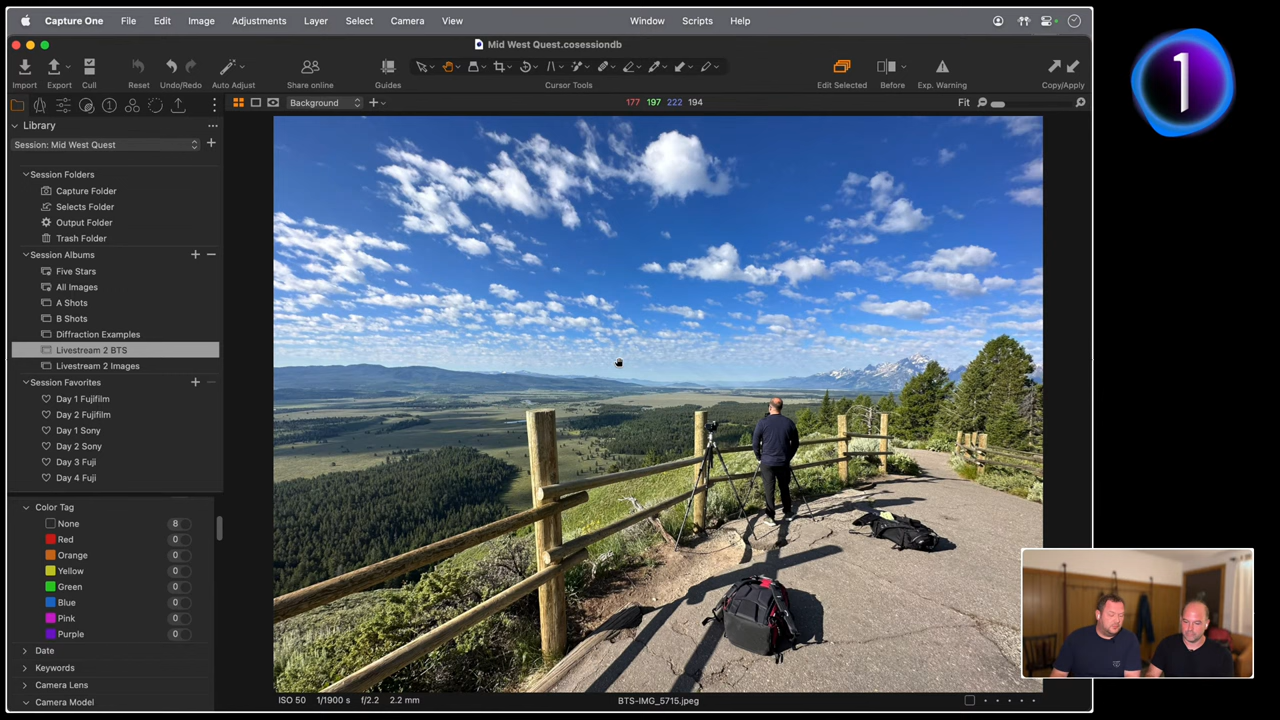 Capture One File Edit Image Adjustments Layer Select Camera View Window Scripts Help
Mid West Quest.cosessiondb
Import Export Cull Reset Undo/Redo Auto Adjust Share online Guides Cursor Tools Edit Selected Before Exp. Warning Copy/Apply
Background 177 197 222 194 Fit
Library
Session: Mid West Quest
Session Folders
Capture Folder
Selects Folder
Output Folder
Trash Folder
Session Albums
Five Stars
All Images
A Shots
B Shots
Diffraction Examples
Livestream 2 BTS
Livestream 2 Images
Session Favorites
Day 1 Fujifilm
Day 2 Fujifilm
Day 1 Sony
Day 2 Sony
Day 3 Fuji
Day 4 Fuji
Color Tag
None 8
Red 0
Orange 0
Yellow 0
Green 0
Blue 0
Pink 0
Purple 0
Date
Keywords
Camera Lens
Camera Model
ISO 50 1/1900 s f/2.2 2.2 mm BTS-IMG_5715.jpeg
1